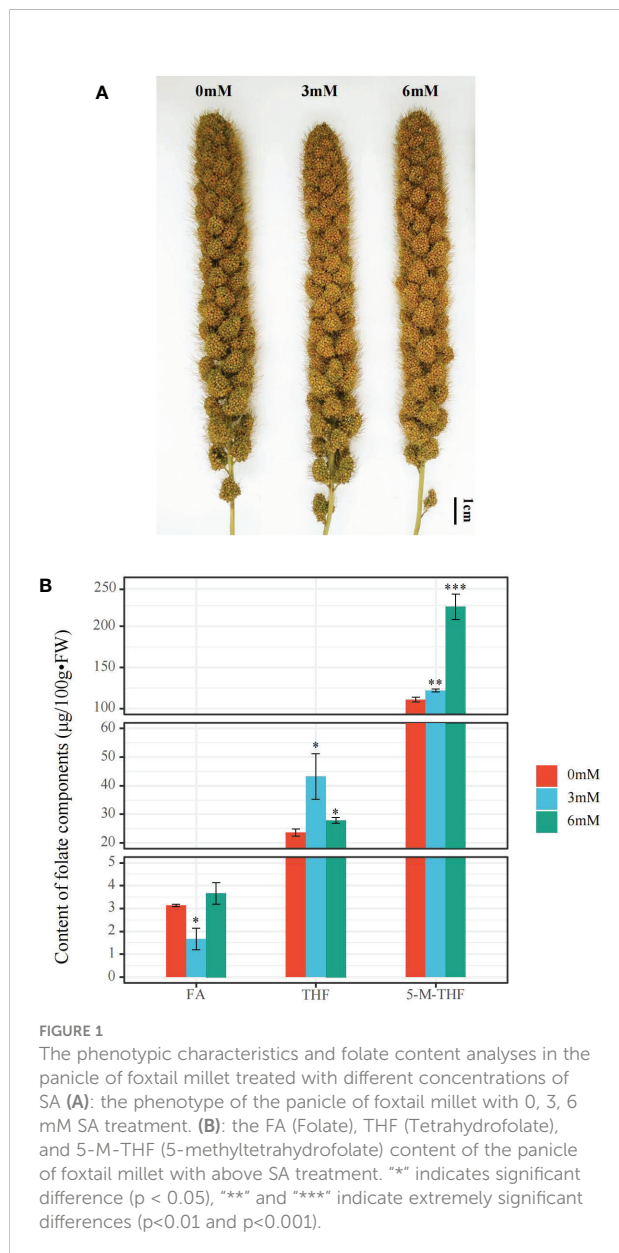 A
0mM 3mM 6mM
1cm
B
Content of folate components (µg/100g•FW)
250
200
150
100
60
50
40
30
20
5
4
3
2
1
0
*
*
*
**
***
FA THF 5-M-THF
0mM
3mM
6mM
FIGURE 1
The phenotypic characteristics and folate content analyses in the
panicle of foxtail millet treated with different concentrations of
SA (A): the phenotype of the panicle of foxtail millet with 0, 3, 6
mM SA treatment. (B): the FA (Folate), THF (Tetrahydrofolate),
and 5-M-THF (5-methyltetrahydrofolate) content of the panicle
of foxtail millet with above SA treatment. “*” indicates significant
difference (p < 0.05), “**” and “***” indicate extremely significant
differences (p<0.01 and p<0.001).